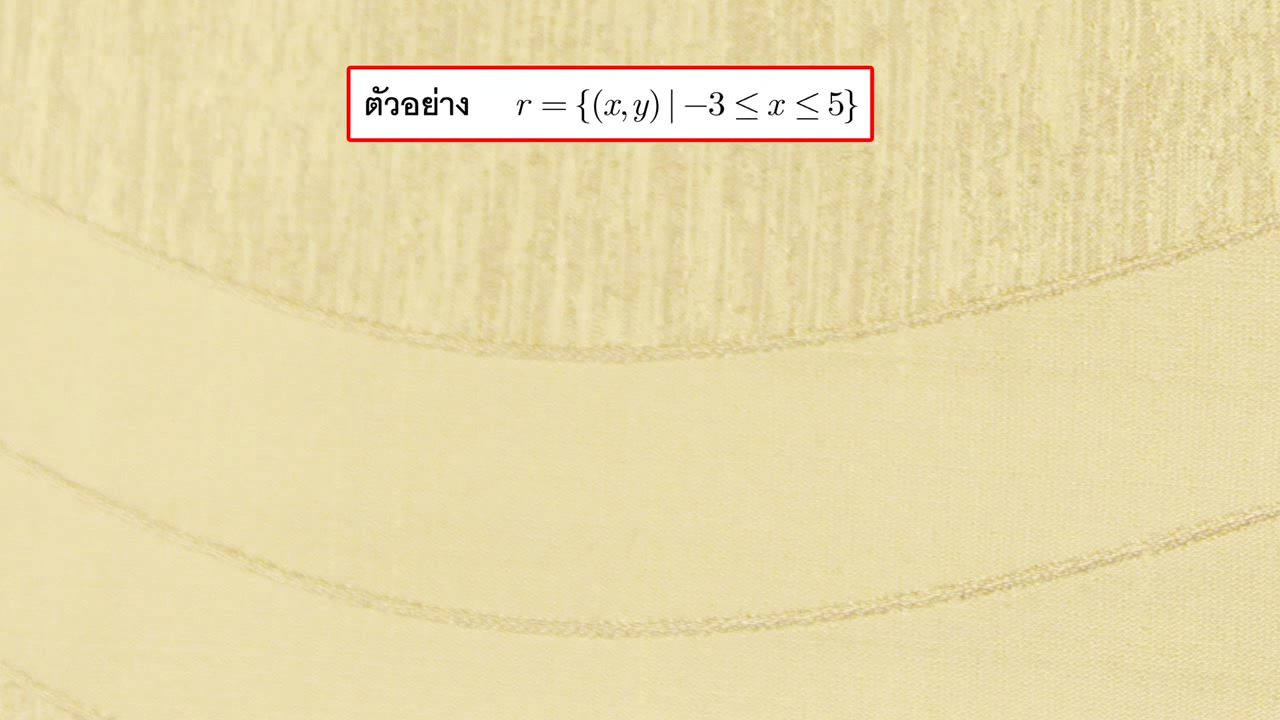 ตัวอย่าง r = {(x, y) | −3 ≤ x ≤ 5}